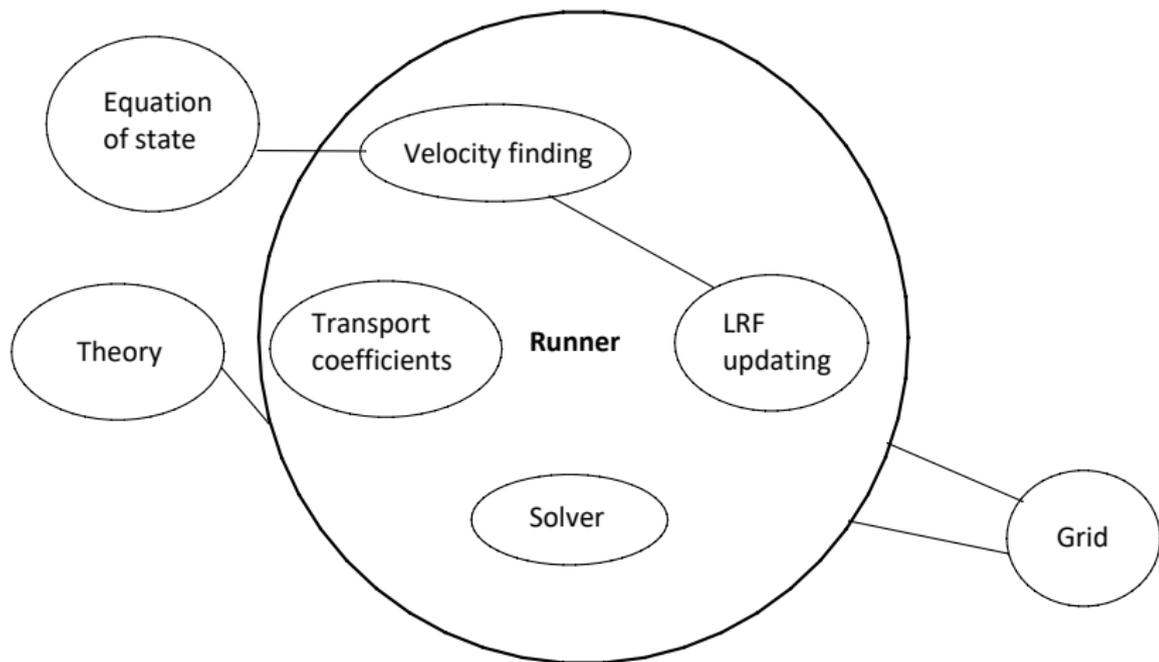 Equation
of state
Velocity finding
Theory
Transport
coefficients
Runner
LRF
updating
Solver
Grid